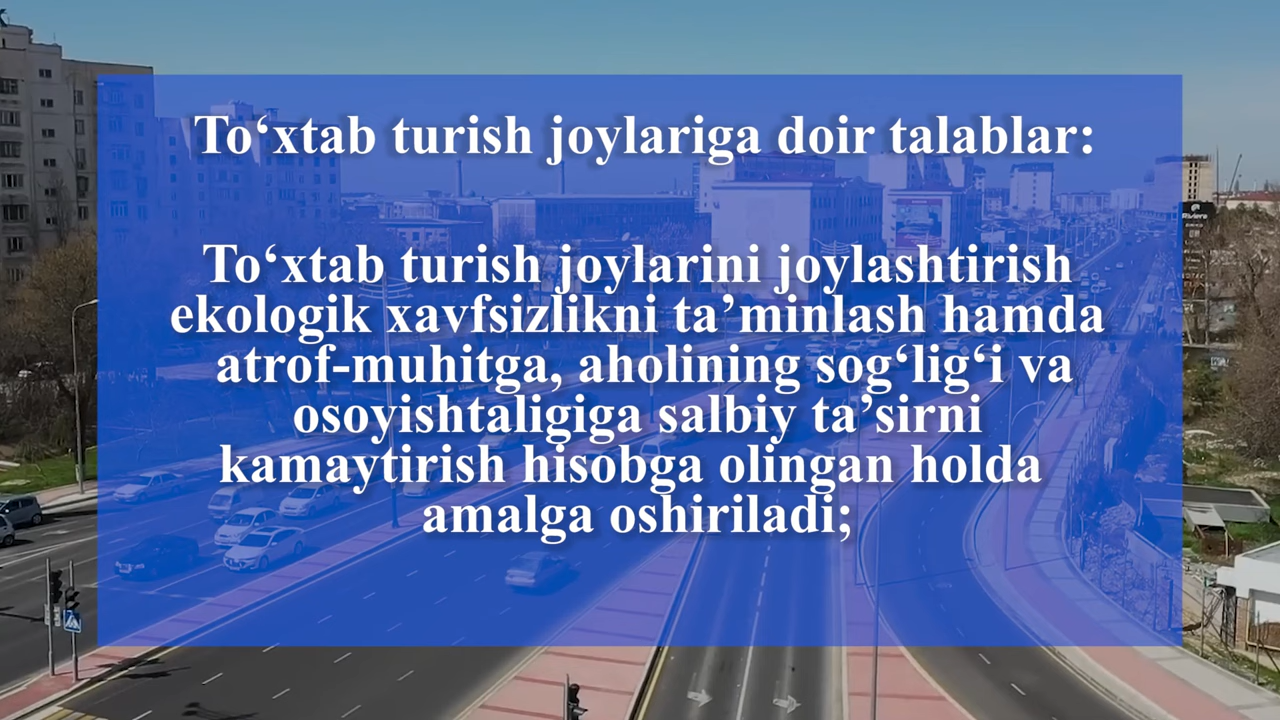 To‘xtab turish joylariga doir talablar:
To‘xtab turish joylarini joylashtirish
ekologik xavfsizlikni ta’minlash hamda
atrof-muhitga, aholining sog‘lig‘i va
osoyishtaligiga salbiy ta’sirni
kamaytirish hisobga olingan holda
amalga oshiriladi;
Riviera